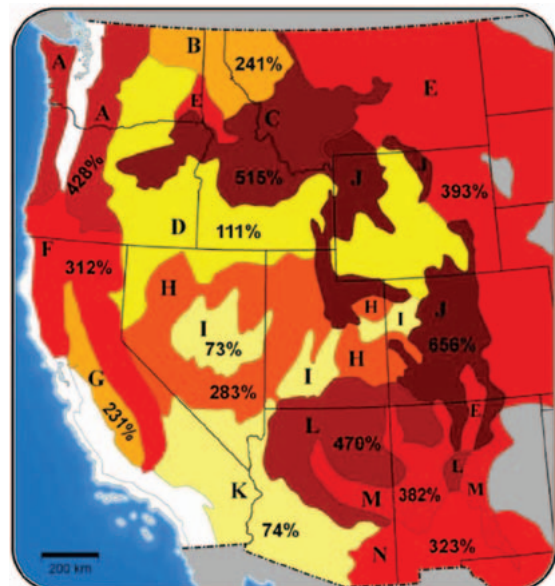 A
B
241%
A
E
C
E
428%
515%
J
J
393%
D
111%
F
312%
H
H
J
I
I
73%
656%
H
G
283%
I
231%
E
L
470%
L
K
M
382%
M
74%
N
323%
200 km